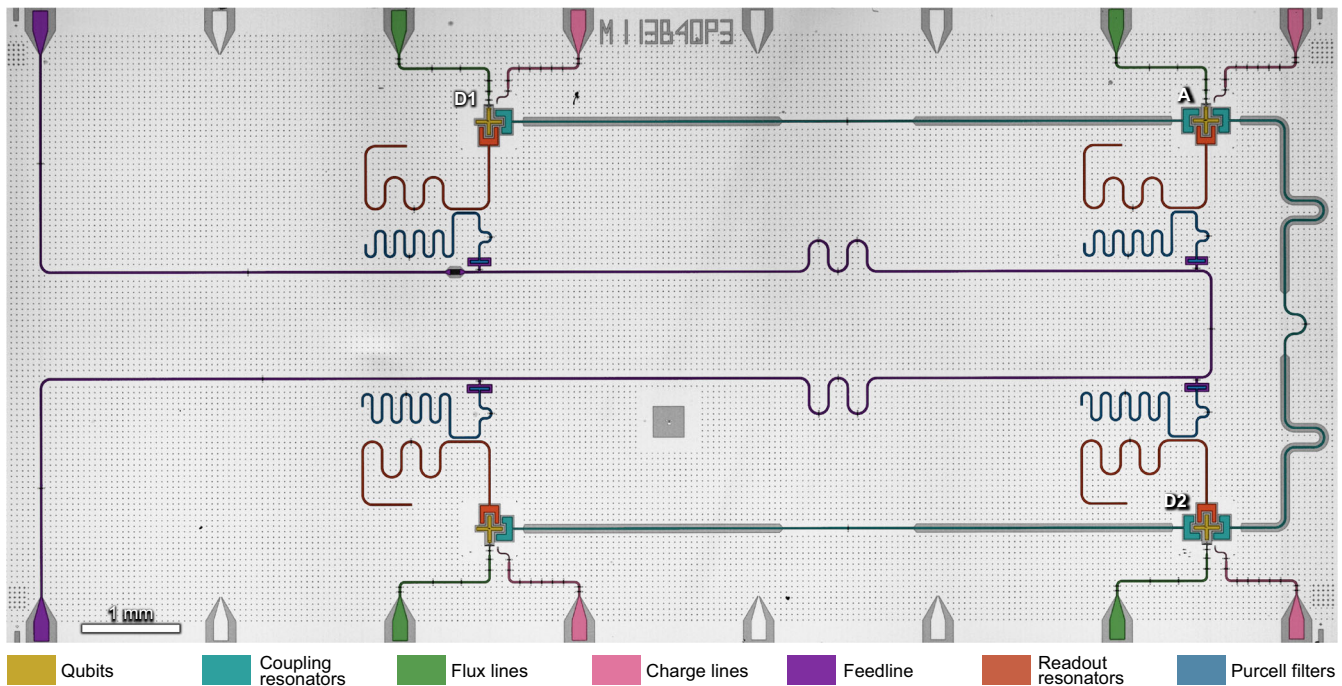 M113B4QP3
D1
A
D2
1 mm
Qubits
Coupling
resonators
Flux lines
Charge lines
Feedline
Readout
resonators
Purcell filters